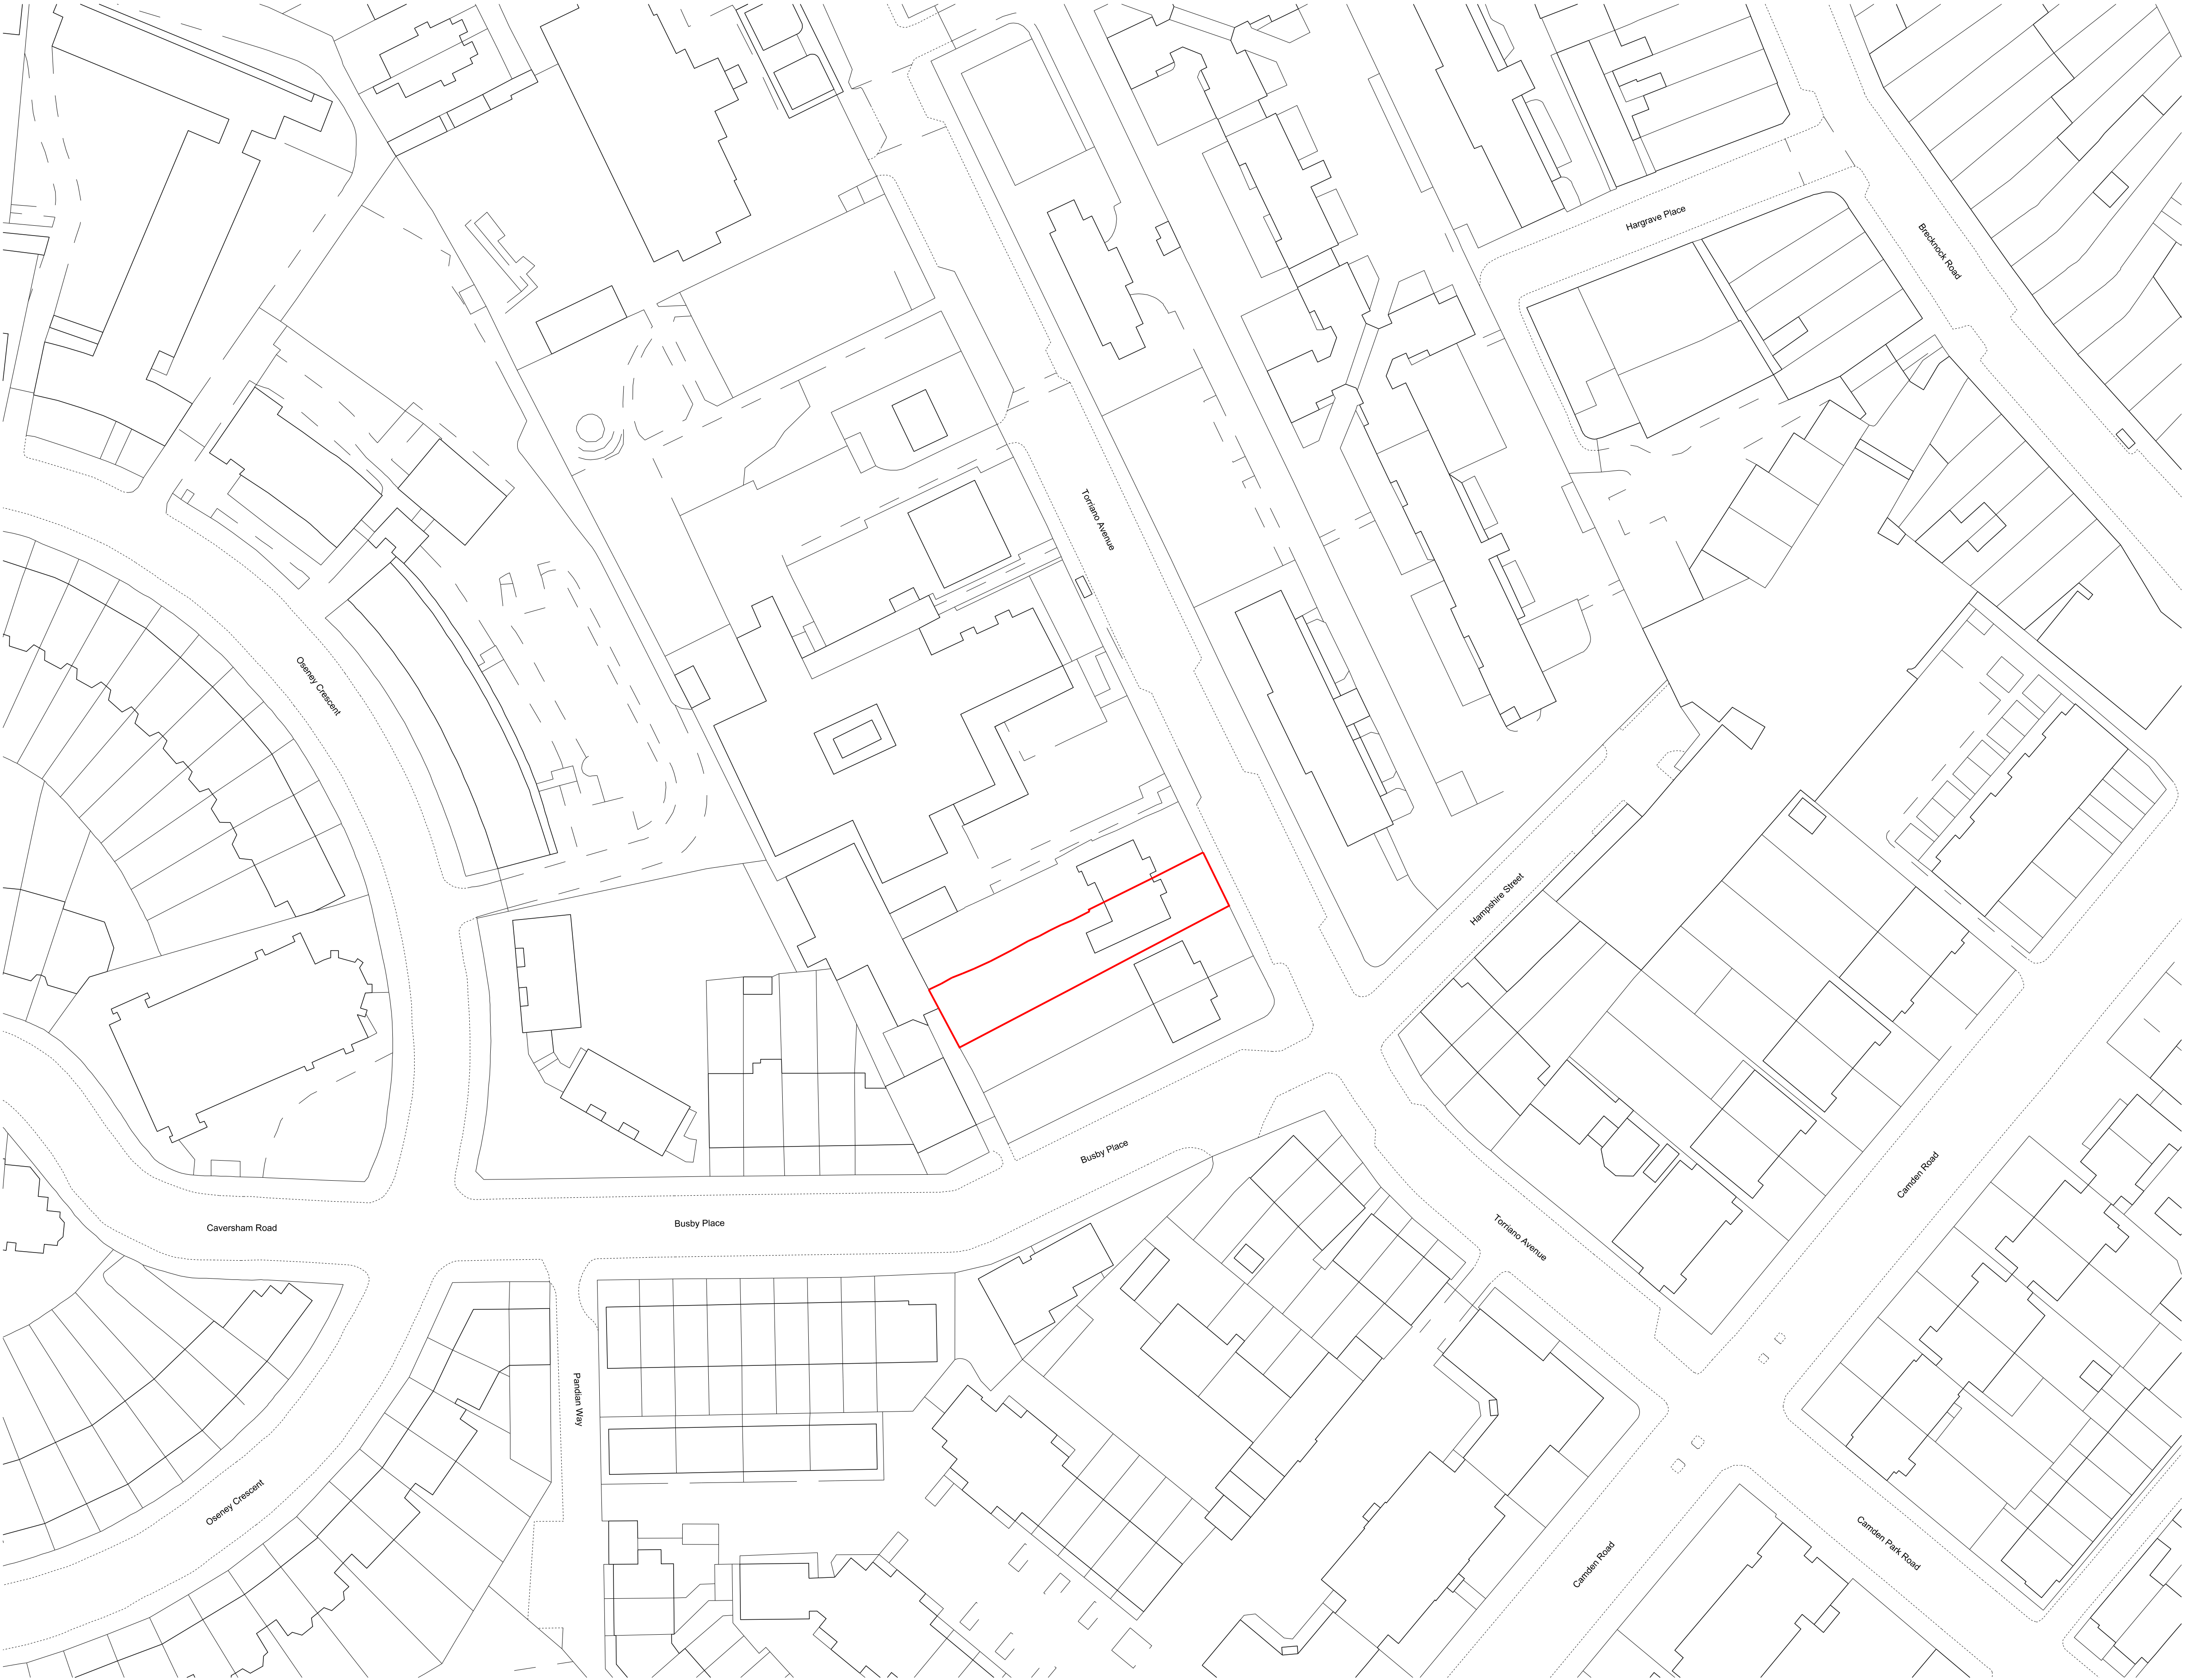 Hargrave Place
Brecknock Road
Torriano Avenue
Oseney Crescent
Hampshire Street
Busby Place
Camden Road
Caversham Road
Busby Place
Torriano Avenue
Pandian Way
Oseney Crescent
Camden Road
Camden Park Road